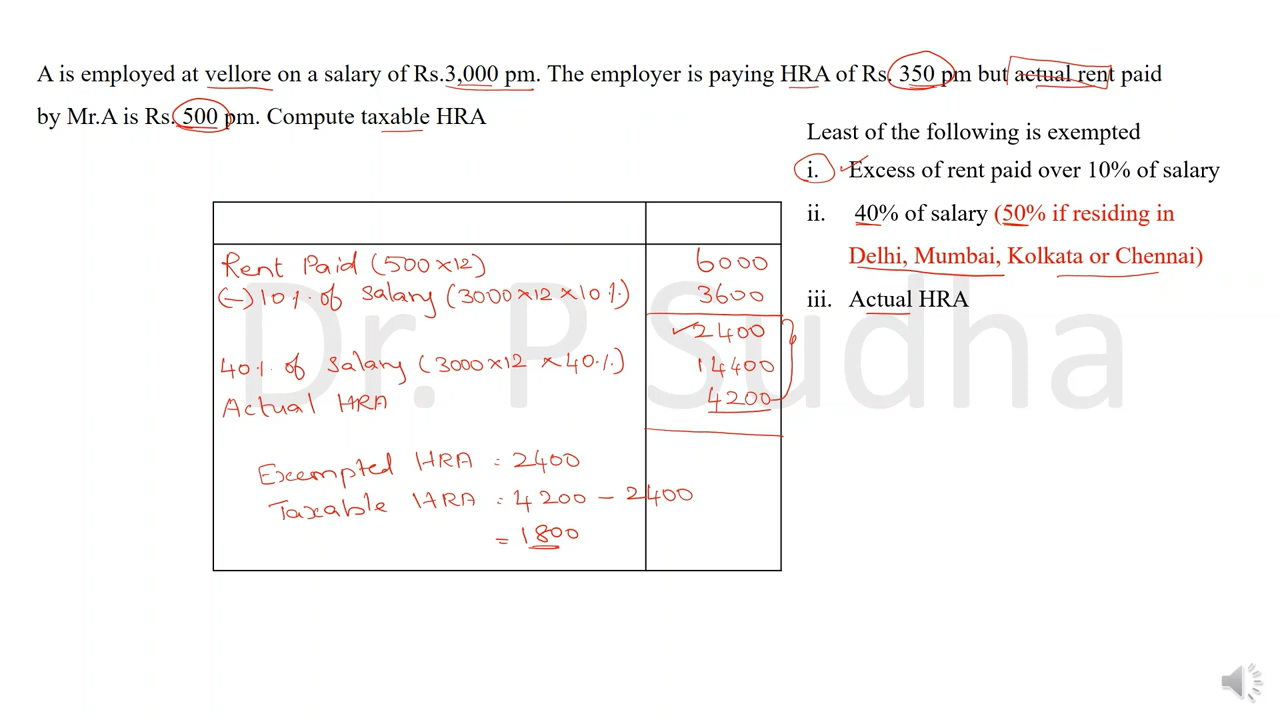 A is employed at vellore on a salary of Rs.3,000 pm. The employer is paying HRA of Rs. 350 pm but actual rent paid
by Mr.A is Rs. 500 pm. Compute taxable HRA
Least of the following is exempted
i. Excess of rent paid over 10% of salary
ii. 40% of salary (50% if residing in
Delhi, Mumbai, Kolkata or Chennai)
iii. Actual HRA
Rent Paid (500×12) 6000
(-) 10%. of salary (3000×12×10%) 3600
2400
40%. of salary (3000×12 ×40%.) 14400
Actual HRA 4200
Exempted HRA = 2400
Taxable HRA = 4200 - 2400
= 1800
Dr. P Sudha